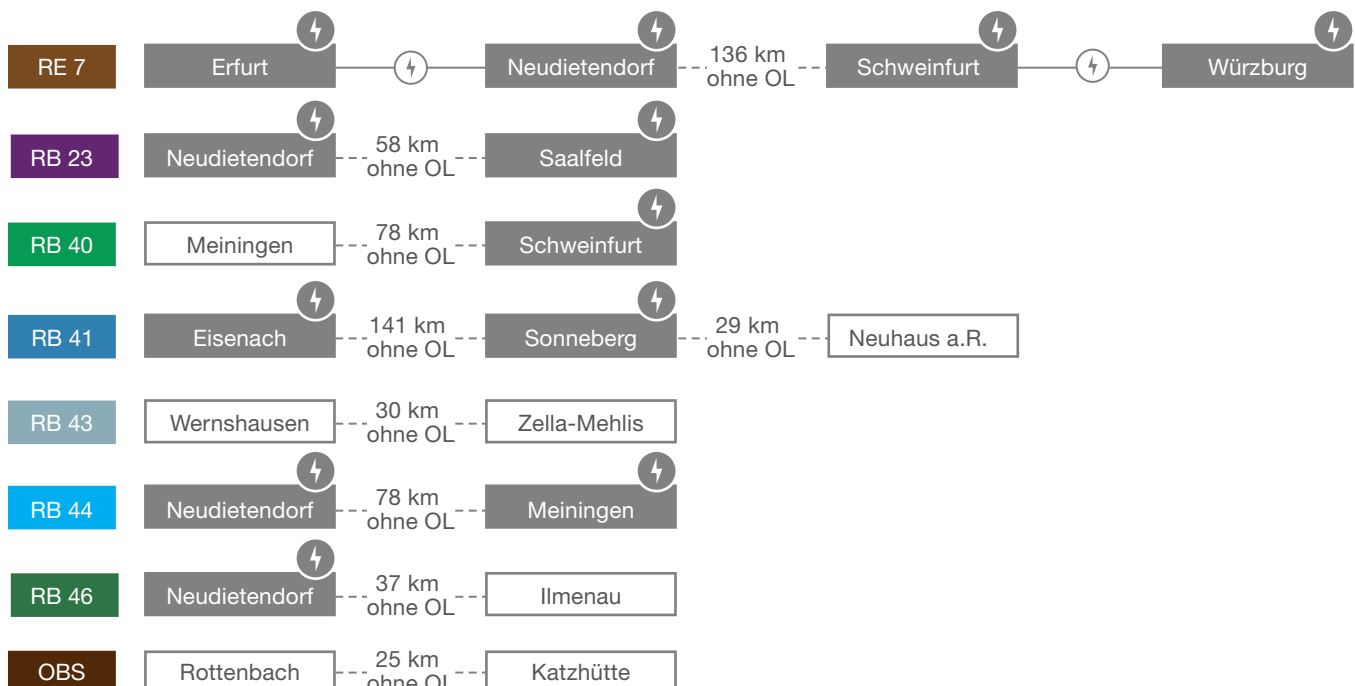 RE 7 Erfurt Neudietendorf 136 km ohne OL Schweinfurt Würzburg
RB 23 Neudietendorf 58 km ohne OL Saalfeld
RB 40 Meiningen 78 km ohne OL Schweinfurt
RB 41 Eisenach 141 km ohne OL Sonneberg 29 km ohne OL Neuhaus a.R.
RB 43 Wernshausen 30 km ohne OL Zella-Mehlis
RB 44 Neudietendorf 78 km ohne OL Meiningen
RB 46 Neudietendorf 37 km ohne OL Ilmenau
OBS Rottenbach 25 km ohne OL Katzhütte